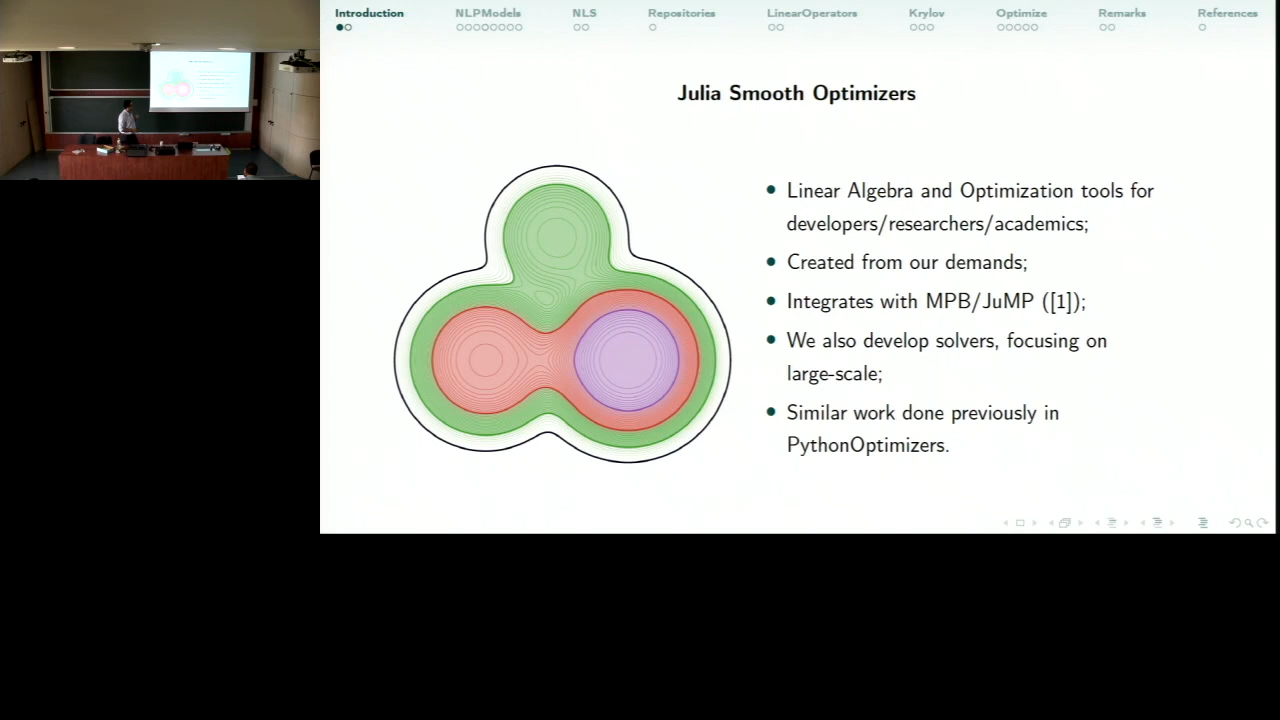 Introduction NLPModels NLS Repositories LinearOperators Krylov Optimize Remarks References
Julia Smooth Optimizers
• Linear Algebra and Optimization tools for
developers/researchers/academics;
• Created from our demands;
• Integrates with MPB/JuMP ([1]);
• We also develop solvers, focusing on
large-scale;
• Similar work done previously in
PythonOptimizers.